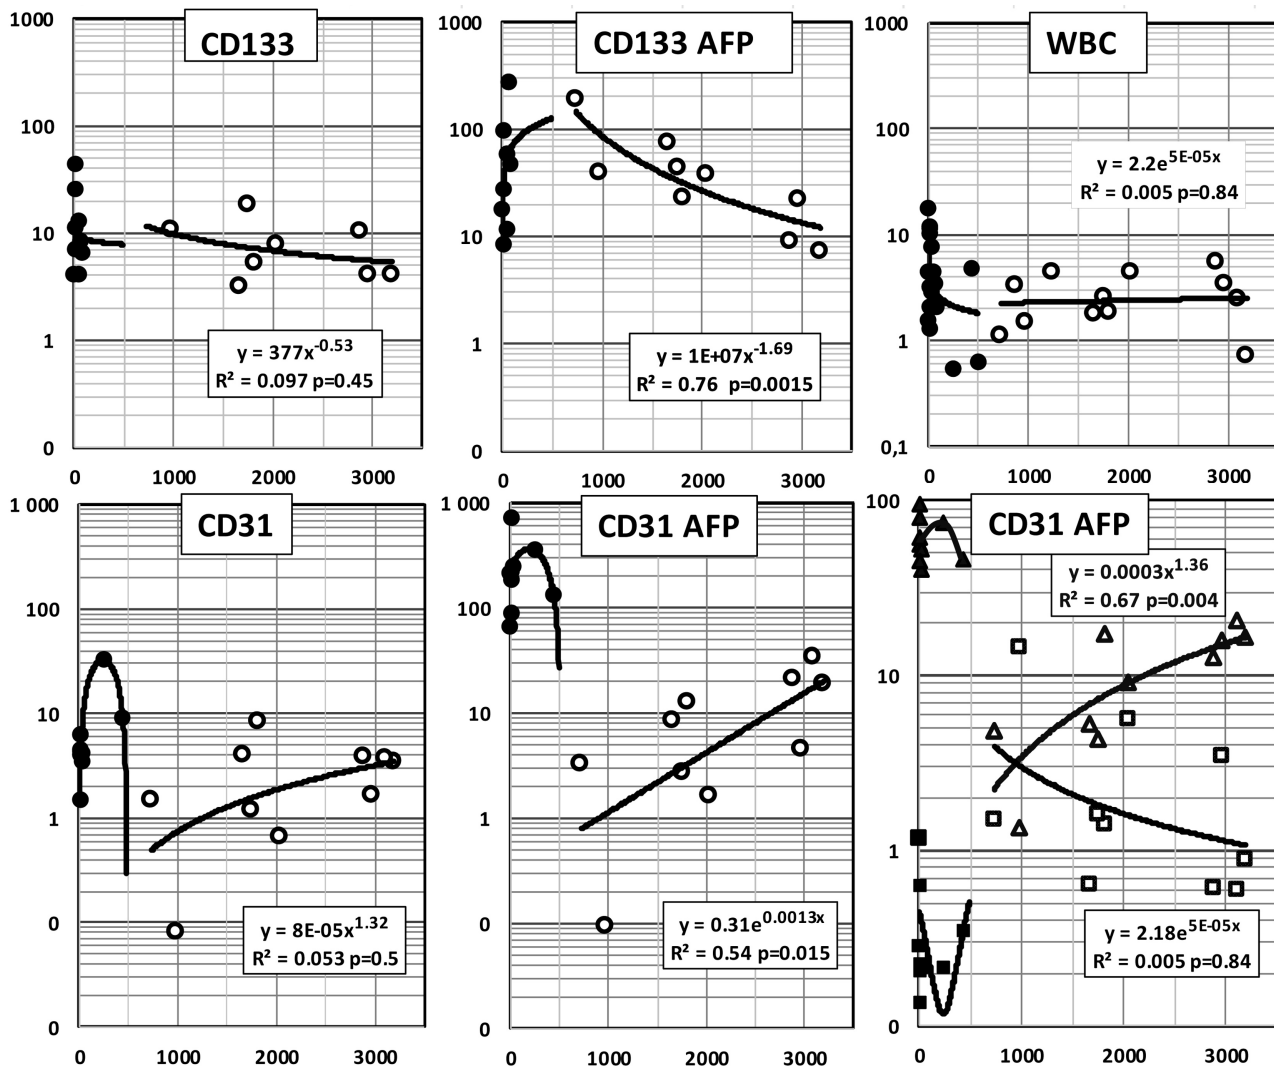 CD133
1000
100
10
1
0
y = 377x^-0.53
R² = 0.097 p=0.45
0 1000 2000 3000
CD133 AFP
1000
100
10
1
0
y = 1E+07x^-1.69
R² = 0.76 p=0.0015
0 1000 2000 3000
WBC
1000
100
10
1
0,1
y = 2.2e^5E-05x
R² = 0.005 p=0.84
0 1000 2000 3000
CD31
1 000
100
10
1
0
0
y = 8E-05x^1.32
R² = 0.053 p=0.5
0 1000 2000 3000
CD31 AFP
1 000
100
10
1
0
0
y = 0.31e^0.0013x
R² = 0.54 p=0.015
0 1000 2000 3000
CD31 AFP
100
10
1
0
y = 0.0003x^1.36
R² = 0.67 p=0.004
y = 2.18e^5E-05x
R² = 0.005 p=0.84
0 1000 2000 3000